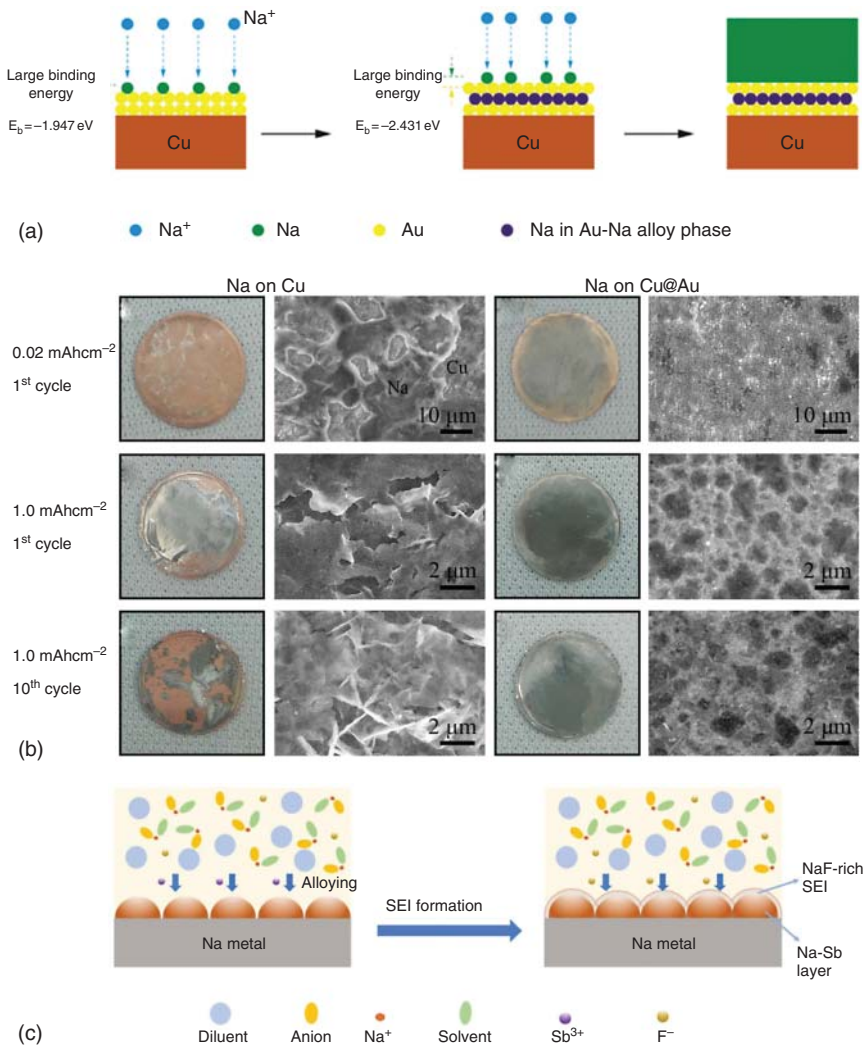 Na⁺
Large binding
energy
E_b=−1.947 eV
Cu
Large binding
energy
E_b=−2.431 eV
Cu
Cu
(a)
Na⁺
Na
Au
Na in Au-Na alloy phase
Na on Cu
Na on Cu@Au
0.02 mAhcm⁻²
1ˢᵗ cycle
Cu
Na
10 μm
10 μm
1.0 mAhcm⁻²
1ˢᵗ cycle
2 μm
2 μm
1.0 mAhcm⁻²
10ᵗʰ cycle
2 μm
2 μm
(b)
Alloying
Na metal
SEI formation
NaF-rich
SEI
Na metal
Na-Sb
layer
(c)
Diluent
Anion
Na⁺
Solvent
Sb³⁺
F⁻